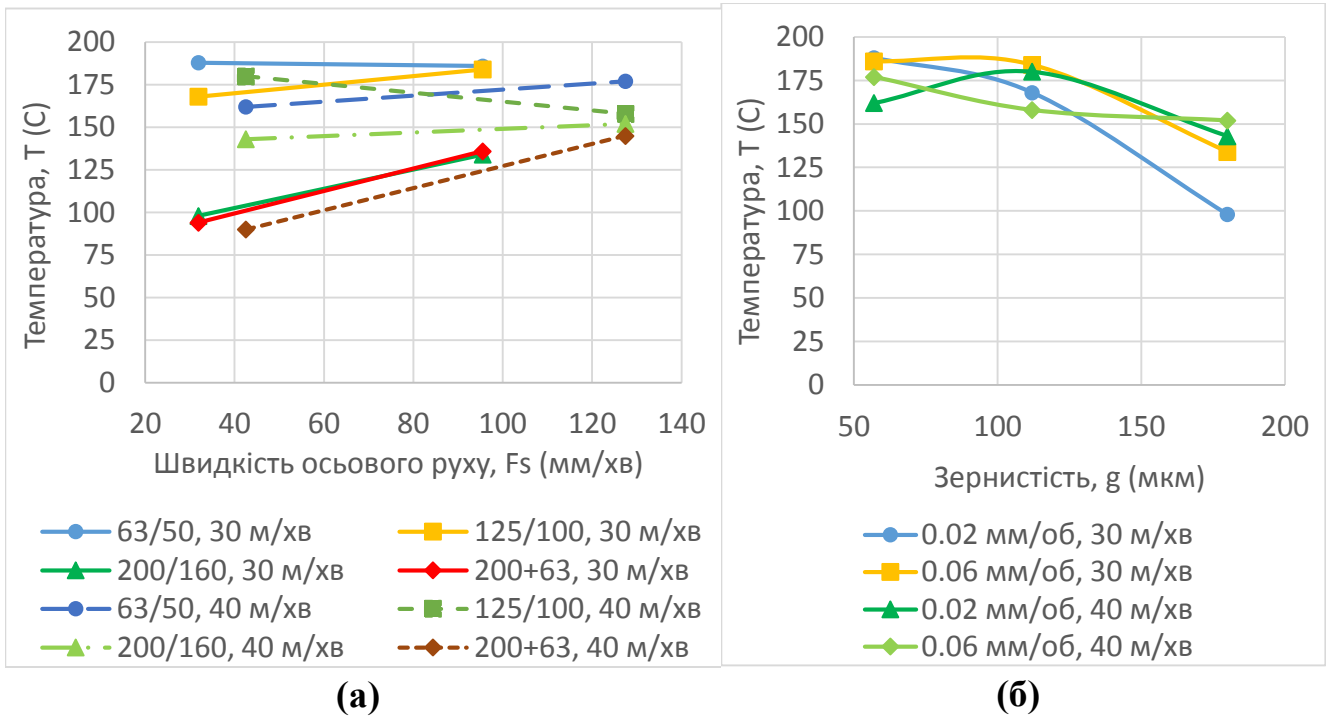 200
175
150
125
100
75
50
25
0
Температура, T (C)
20 40 60 80 100 120 140
Швидкість осьового руху, Fs (мм/хв)
63/50, 30 м/хв 125/100, 30 м/хв
200/160, 30 м/хв 200+63, 30 м/хв
63/50, 40 м/хв 125/100, 40 м/хв
200/160, 40 м/хв 200+63, 40 м/хв
(а)
200
175
150
125
100
75
50
25
0
Температура, T (C)
50 100 150 200
Зернистість, g (мкм)
0.02 мм/об, 30 м/хв
0.06 мм/об, 30 м/хв
0.02 мм/об, 40 м/хв
0.06 мм/об, 40 м/хв
(б)